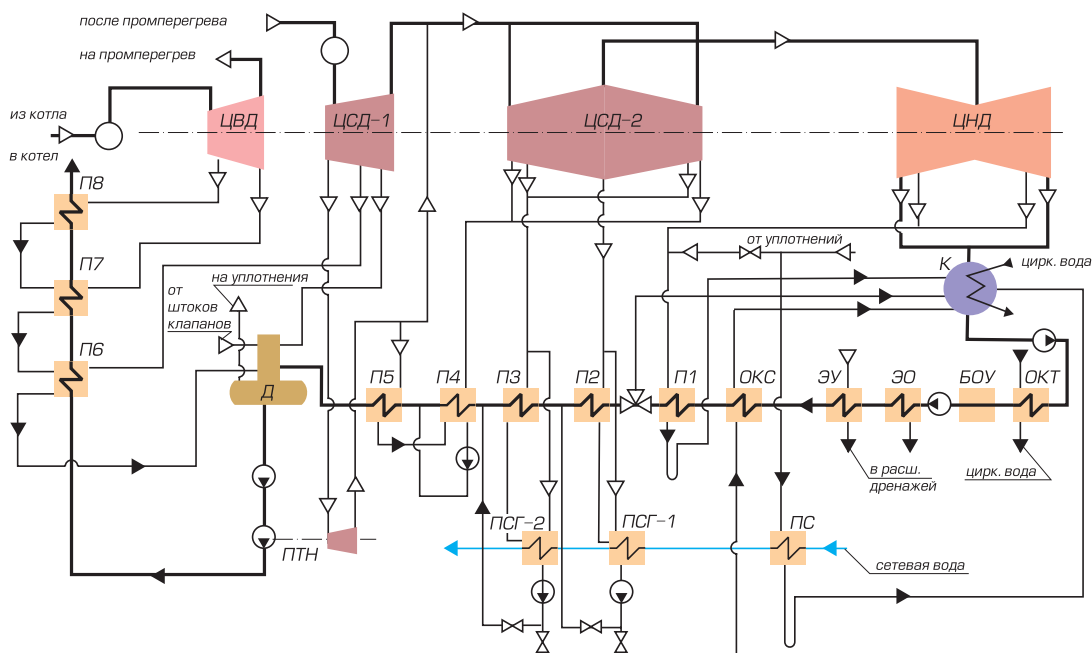 после промперегрева
на промперегрев
из котла
ЦВД
ЦСД-1
ЦСД-2
ЦНД
в котел
П8
от уплотнений
К
цирк. вода
П7
на уплотнения
от
штоков
клапанов
П6
Д
П5
П4
П3
П2
П1
ОКС
ЭУ
ЭО
БОУ
ОКТ
в расш.
дренажей
цирк. вода
ПТН
ПСГ-2
ПСГ-1
ПС
сетевая вода